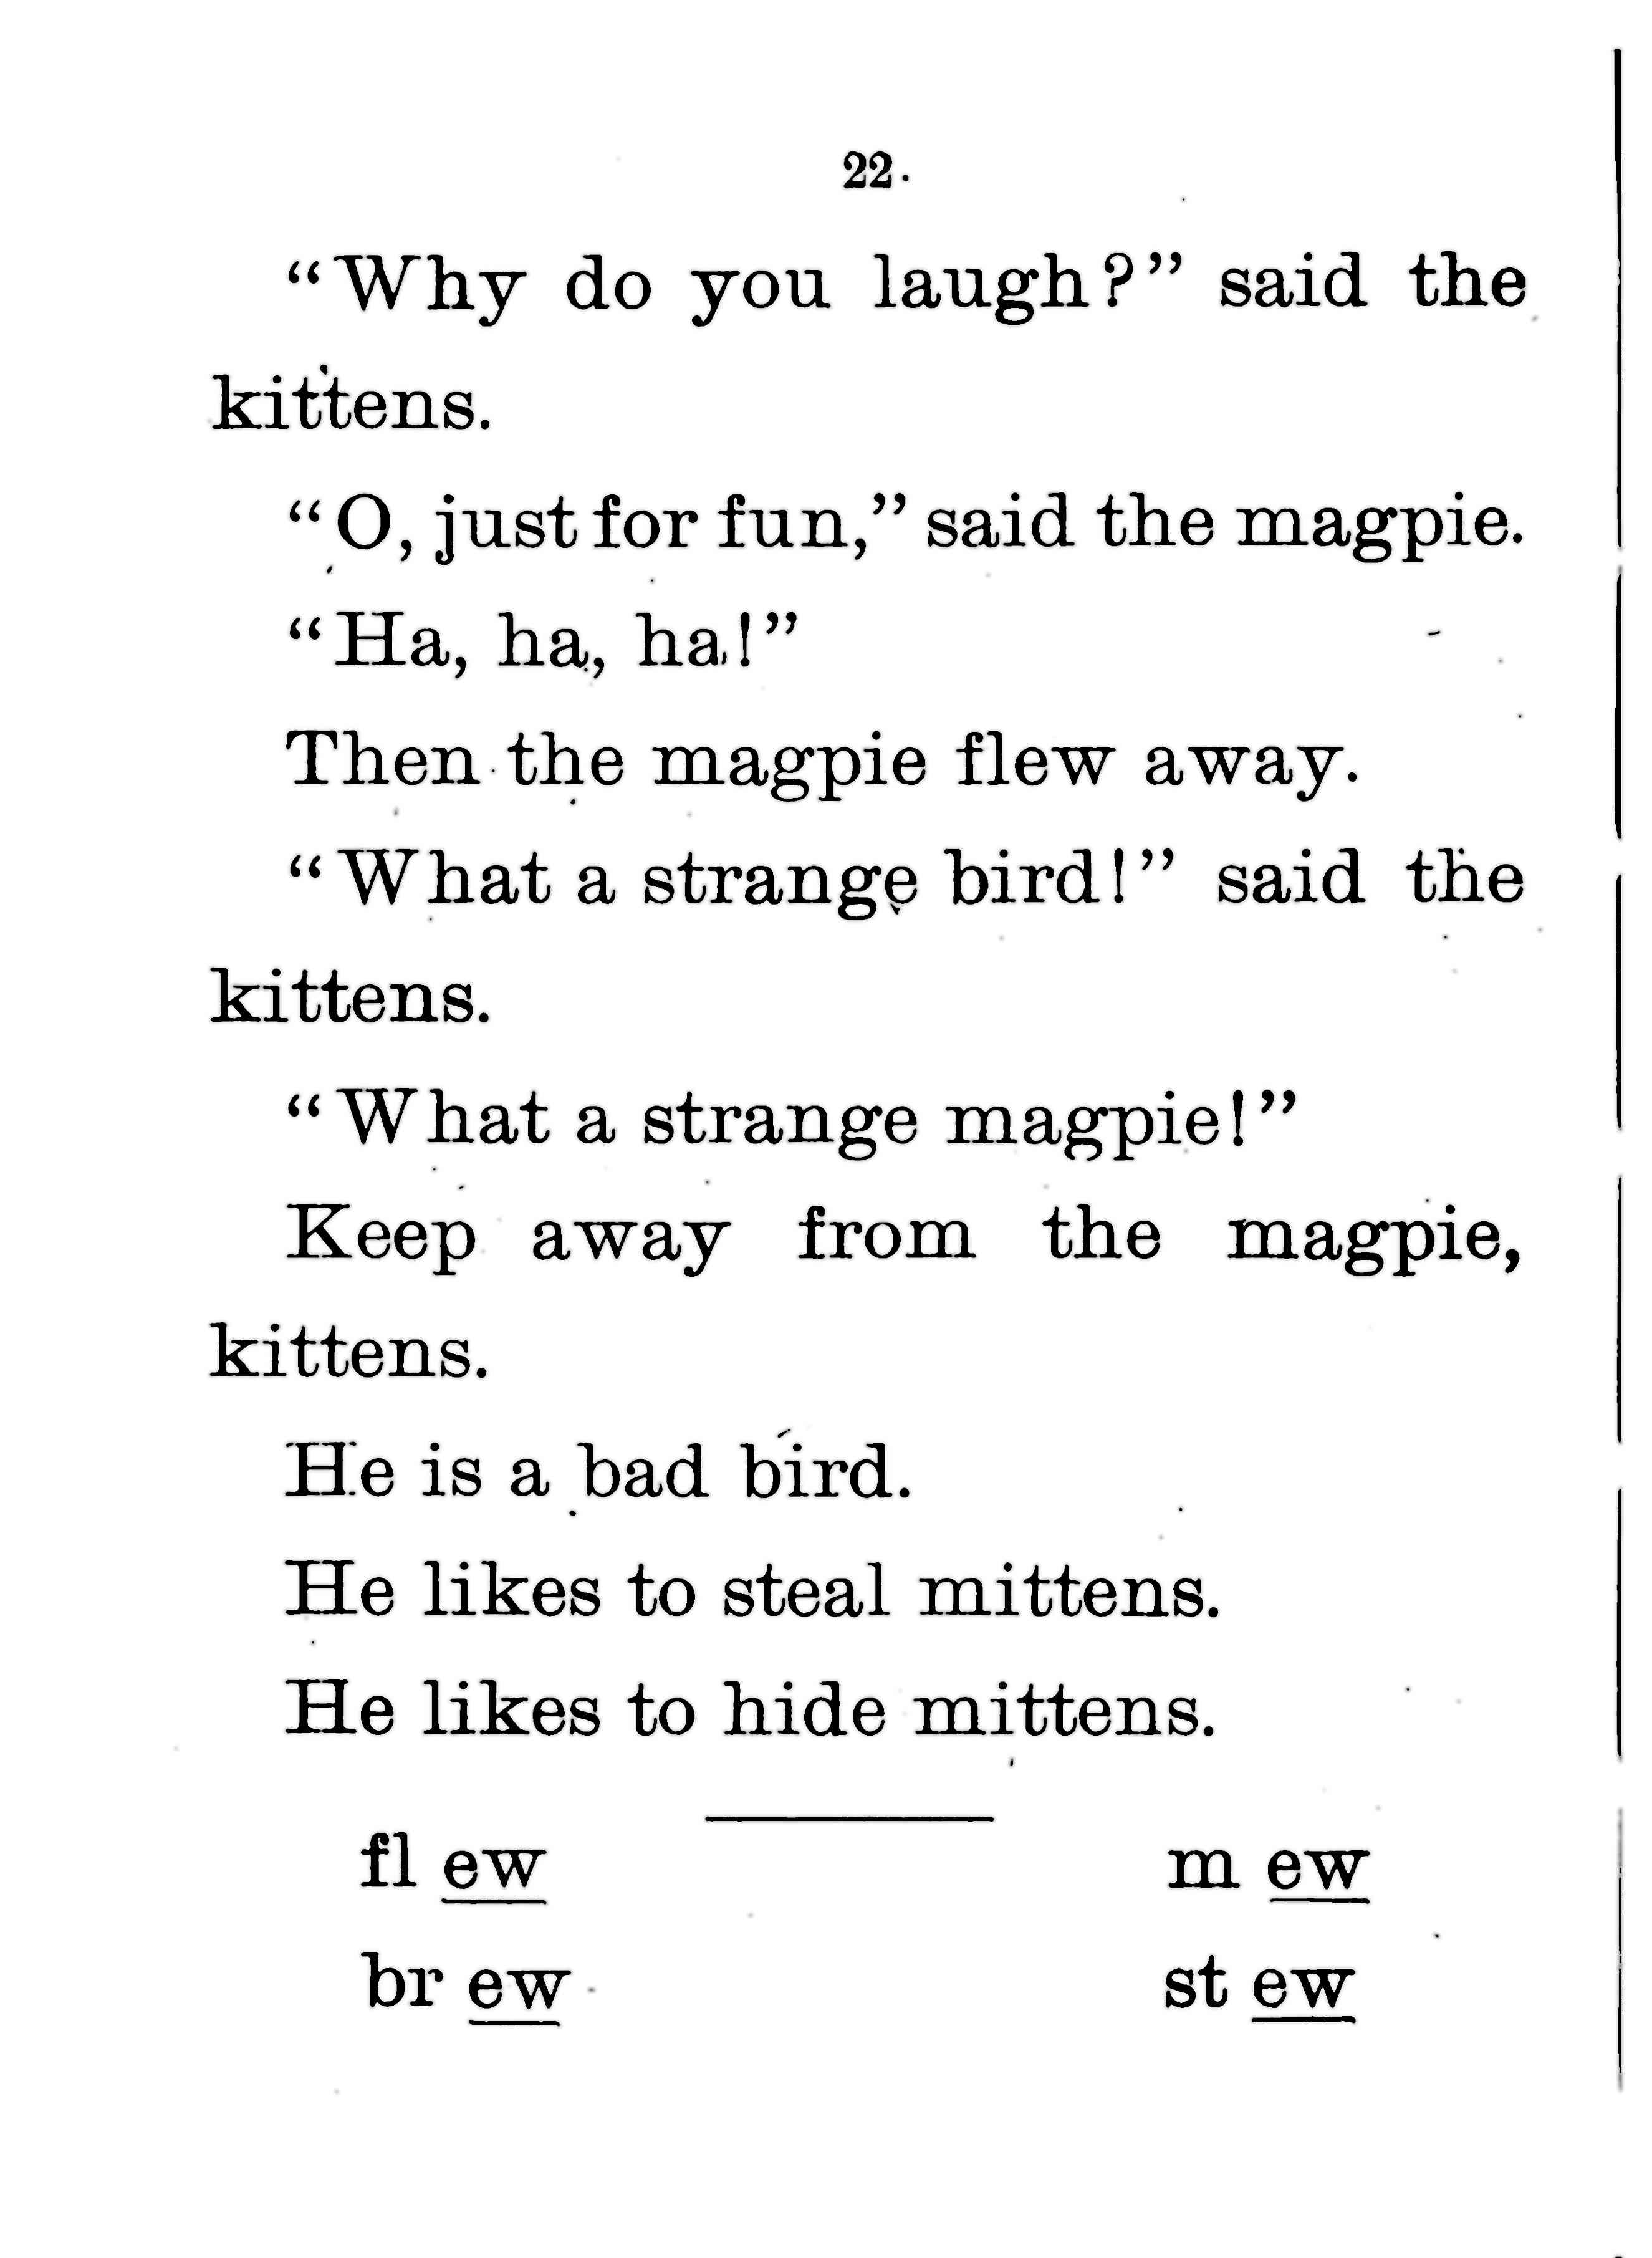 22.
"Why do you laugh?" said the
kittens.
"O, just for fun," said the magpie.
"Ha, ha, ha!"
Then the magpie flew away.
"What a strange bird!" said the
kittens.
"What a strange magpie!"
Keep away from the magpie,
kittens.
He is a bad bird.
He likes to steal mittens.
He likes to hide mittens.
fl ew m ew
br ew st ew